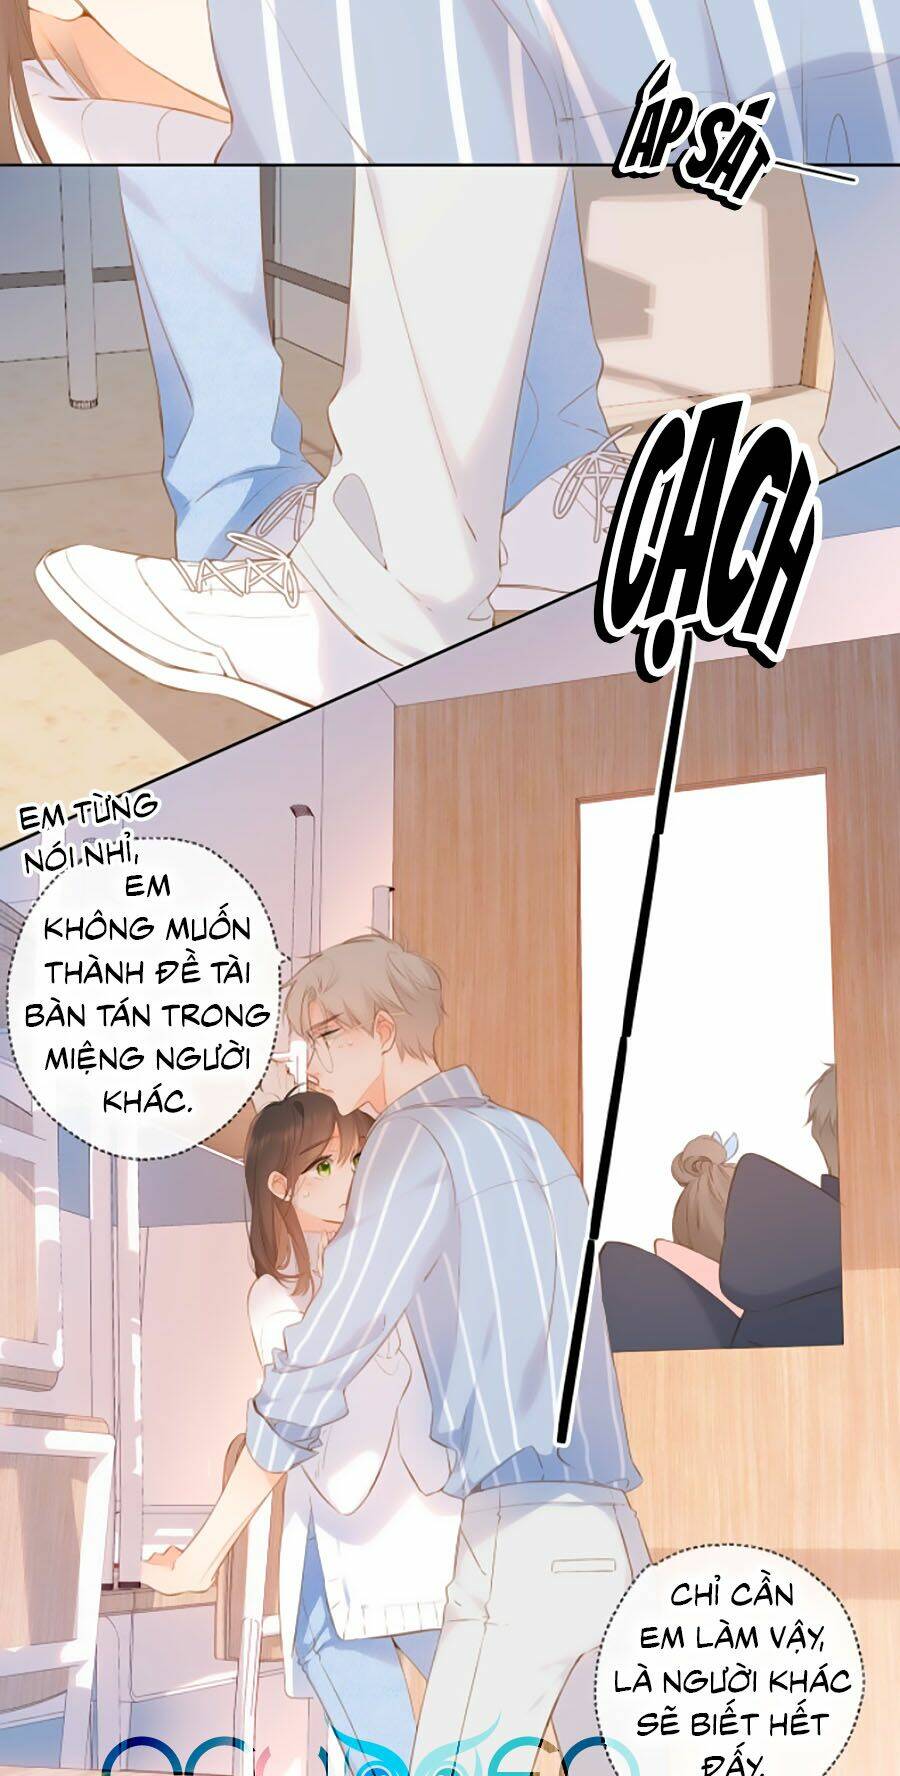 ÁP SÁT
CẠCH
EM TỪNG
NÓI NHỈ,
EM
KHÔNG MUỐN
THÀNH ĐỀ TÀI
BÀN TÁN TRONG
MIỆNG NGƯỜI
KHÁC.
CHỈ CẦN
EM LÀM VẬY,
LÀ NGƯỜI KHÁC
SẼ BIẾT HẾT
ĐẤY.